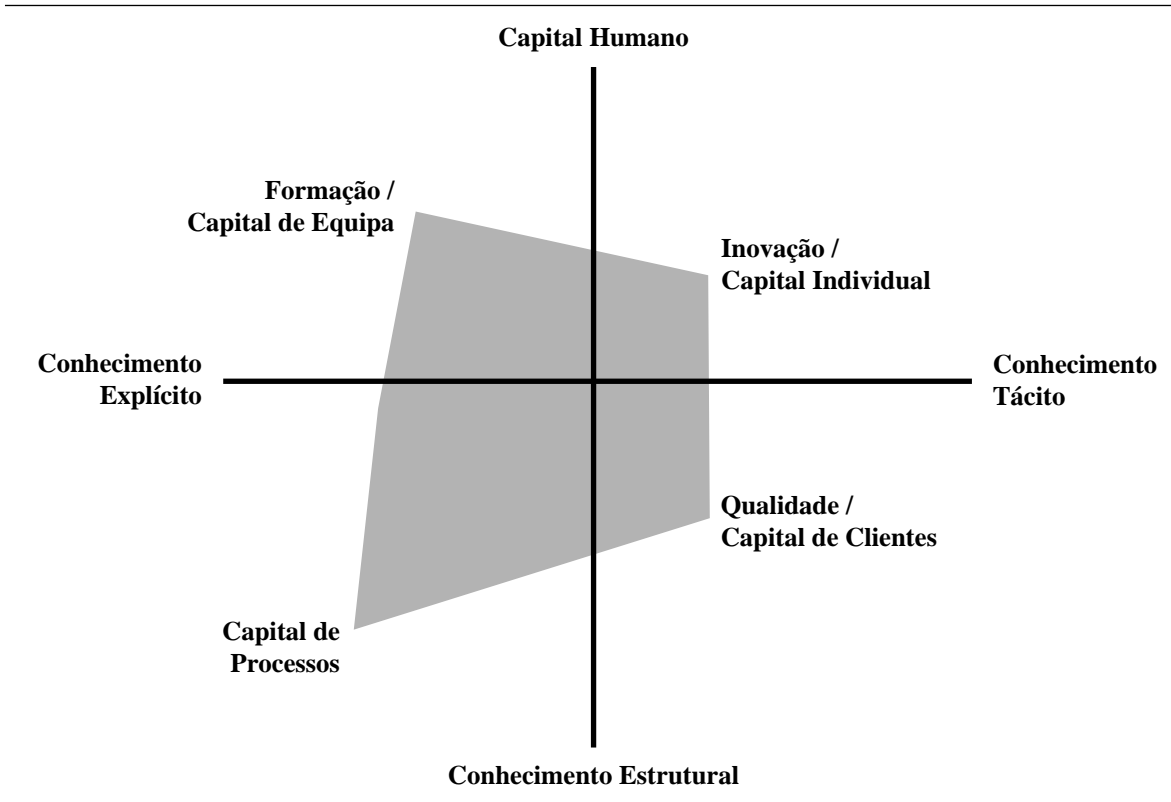 Capital Humano
Formação /
Capital de Equipa
Inovação /
Capital Individual
Conhecimento
Explícito
Conhecimento
Tácito
Qualidade /
Capital de Clientes
Capital de
Processos
Conhecimento Estrutural